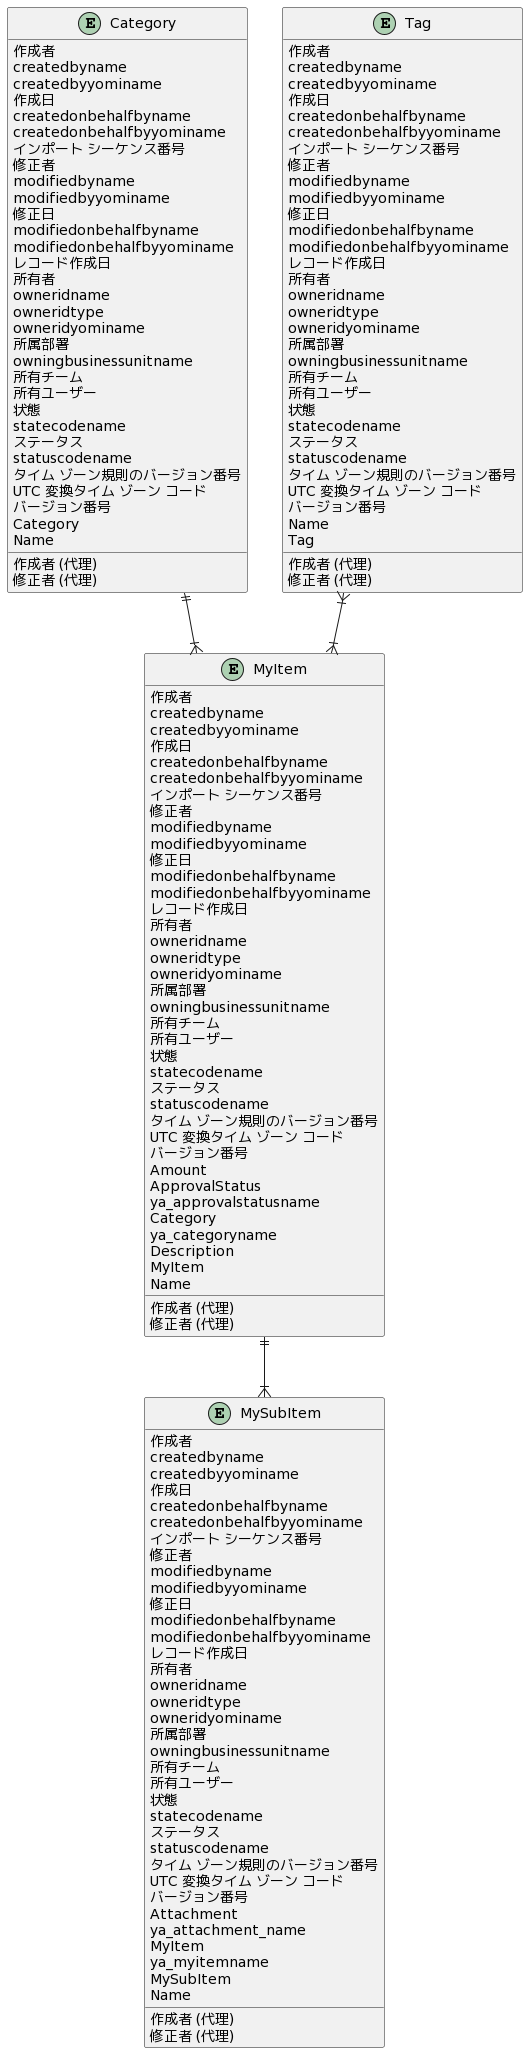 E Category
作成者
createdbyname
createdbyyominame
作成日
createdonbehalfbyname
createdonbehalfbyyominame
インポート シーケンス番号
修正者
modifiedbyname
modifiedbyyominame
修正日
modifiedonbehalfbyname
modifiedonbehalfbyyominame
レコード作成日
所有者
owneridname
owneridtype
owneridyominame
所属部署
owningbusinessunitname
所有チーム
所有ユーザー
状態
statecodename
ステータス
statuscodename
タイム ゾーン規則のバージョン番号
UTC 変換タイム ゾーン コード
バージョン番号
Category
Name
作成者 (代理)
修正者 (代理)
E Tag
作成者
createdbyname
createdbyyominame
作成日
createdonbehalfbyname
createdonbehalfbyyominame
インポート シーケンス番号
修正者
modifiedbyname
modifiedbyyominame
修正日
modifiedonbehalfbyname
modifiedonbehalfbyyominame
レコード作成日
所有者
owneridname
owneridtype
owneridyominame
所属部署
owningbusinessunitname
所有チーム
所有ユーザー
状態
statecodename
ステータス
statuscodename
タイム ゾーン規則のバージョン番号
UTC 変換タイム ゾーン コード
バージョン番号
Name
Tag
作成者 (代理)
修正者 (代理)
E MyItem
作成者
createdbyname
createdbyyominame
作成日
createdonbehalfbyname
createdonbehalfbyyominame
インポート シーケンス番号
修正者
modifiedbyname
modifiedbyyominame
修正日
modifiedonbehalfbyname
modifiedonbehalfbyyominame
レコード作成日
所有者
owneridname
owneridtype
owneridyominame
所属部署
owningbusinessunitname
所有チーム
所有ユーザー
状態
statecodename
ステータス
statuscodename
タイム ゾーン規則のバージョン番号
UTC 変換タイム ゾーン コード
バージョン番号
Amount
ApprovalStatus
ya_approvalstatusname
Category
ya_categoryname
Description
MyItem
Name
作成者 (代理)
修正者 (代理)
E MySubItem
作成者
createdbyname
createdbyyominame
作成日
createdonbehalfbyname
createdonbehalfbyyominame
インポート シーケンス番号
修正者
modifiedbyname
modifiedbyyominame
修正日
modifiedonbehalfbyname
modifiedonbehalfbyyominame
レコード作成日
所有者
owneridname
owneridtype
owneridyominame
所属部署
owningbusinessunitname
所有チーム
所有ユーザー
状態
statecodename
ステータス
statuscodename
タイム ゾーン規則のバージョン番号
UTC 変換タイム ゾーン コード
バージョン番号
Attachment
ya_attachment_name
MyItem
ya_myitemname
MySubItem
Name
作成者 (代理)
修正者 (代理)